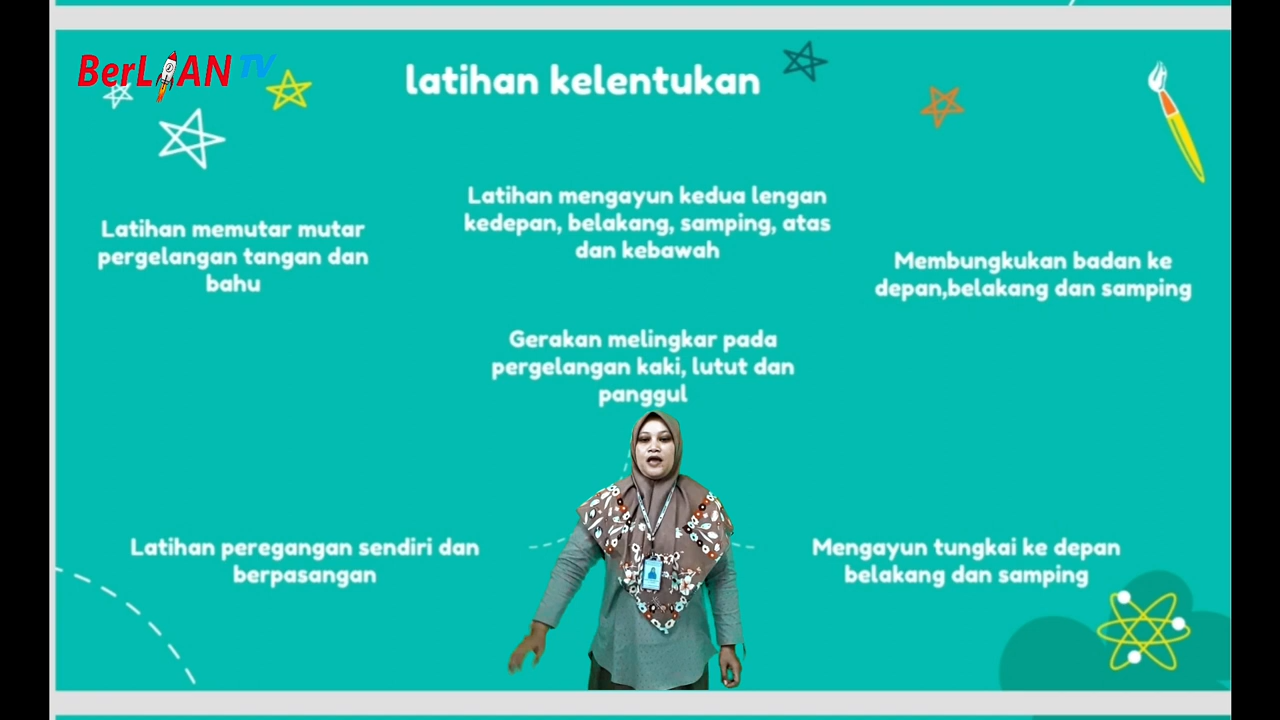 BerLIAN TV
latihan kelentukan
Latihan memutar mutar
pergelangan tangan dan
bahu
Latihan mengayun kedua lengan
kedepan, belakang, samping, atas
dan kebawah
Membungkukan badan ke
depan,belakang dan samping
Gerakan melingkar pada
pergelangan kaki, lutut dan
panggul
Latihan peregangan sendiri dan
berpasangan
Mengayun tungkai ke depan
belakang dan samping